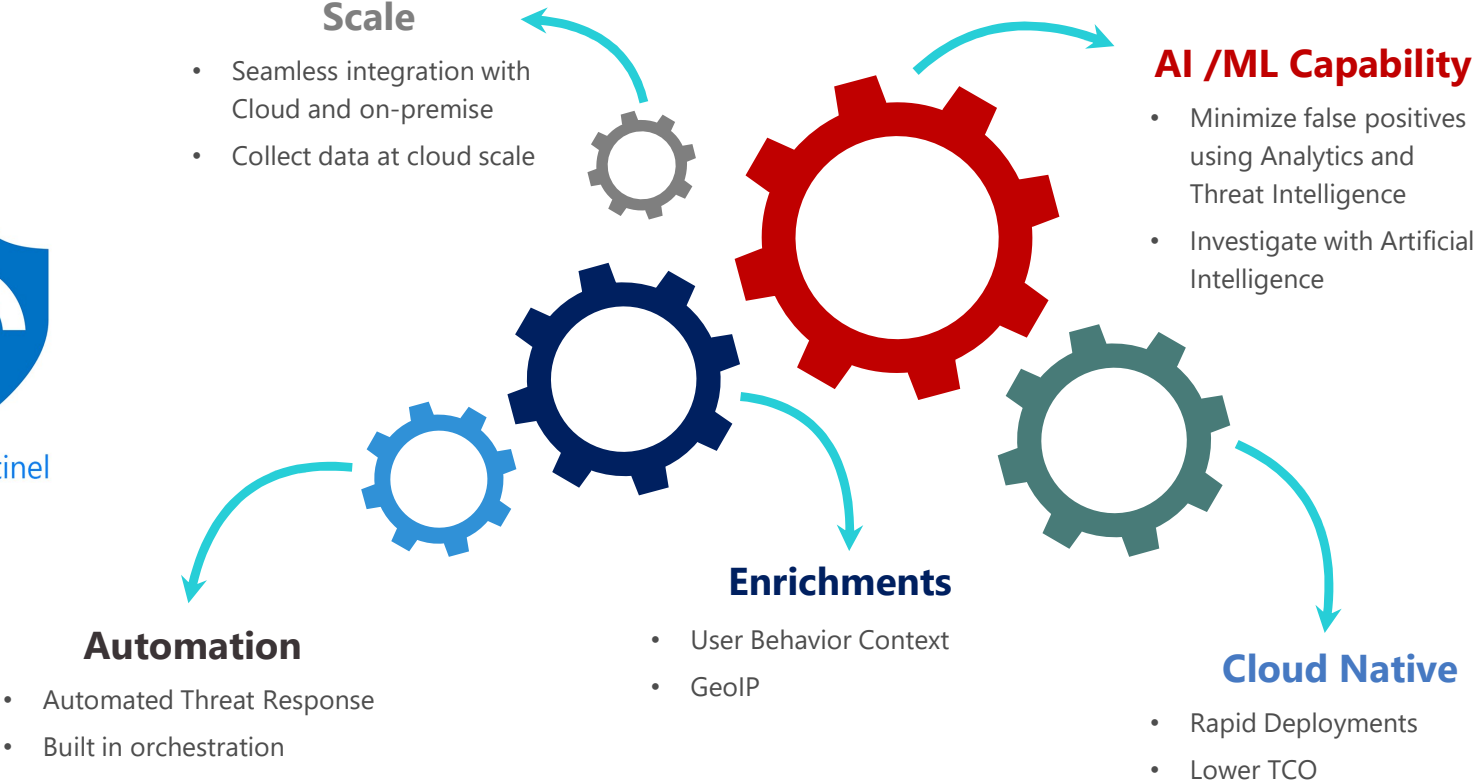 Scale
• Seamless integration with
Cloud and on-premise
• Collect data at cloud scale
AI /ML Capability
• Minimize false positives
using Analytics and
Threat Intelligence
• Investigate with Artificial
Intelligence
tinel
Enrichments
• User Behavior Context
• GeoIP
Automation
• Automated Threat Response
• Built in orchestration
Cloud Native
• Rapid Deployments
• Lower TCO